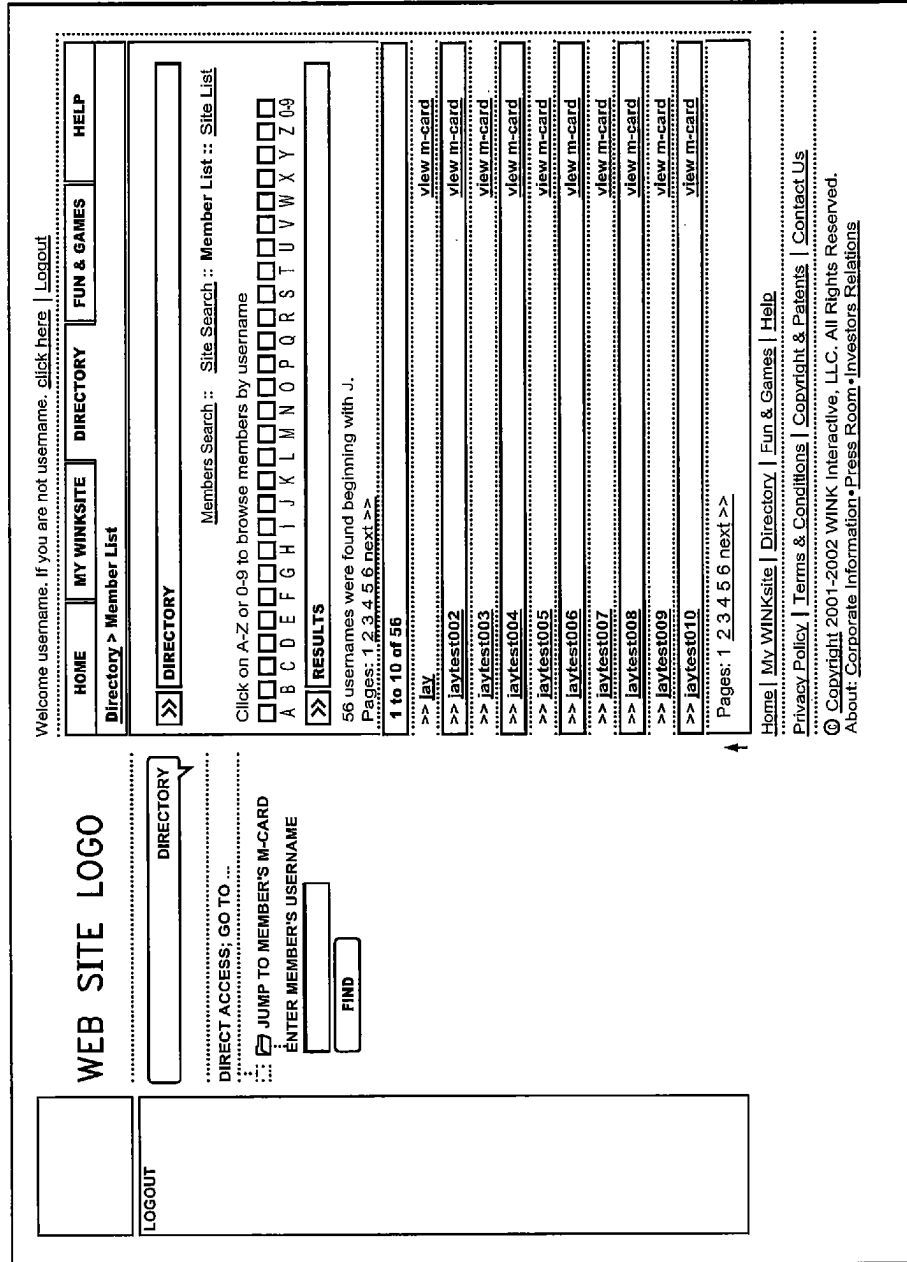 Welcome username. If you are not username, click here | Logout
WEB SITE LOGO
HOME MY WINKSITE DIRECTORY FUN & GAMES HELP
Directory > Member List
LOGOUT
DIRECTORY
DIRECT ACCESS; GO TO ...
JUMP TO MEMBER'S M-CARD
ENTER MEMBER'S USERNAME
FIND
>> DIRECTORY
Members Search :: Site Search :: Member List :: Site List
Click on A-Z or 0-9 to browse members by username
A B C D E F G H I J K L M N O P Q R S T U V W X Y Z 0-9
>> RESULTS
56 usernames were found beginning with J.
Pages: 1 2 3 4 5 6 next >>
1 to 10 of 56
>> jay view m-card
>> jaytest002 view m-card
>> jaytest003 view m-card
>> jaytest004 view m-card
>> jaytest005 view m-card
>> jaytest006 view m-card
>> jaytest007 view m-card
>> jaytest008 view m-card
>> jaytest009 view m-card
>> jaytest010 view m-card
Pages: 1 2 3 4 5 6 next >>
Home | My WINKsite | Directory | Fun & Games | Help
Privacy Policy | Terms & Conditions | Copyright & Patents | Contact Us
© Copyright 2001-2002 WINK Interactive, LLC. All Rights Reserved.
About: Corporate Information • Press Room • Investors Relations